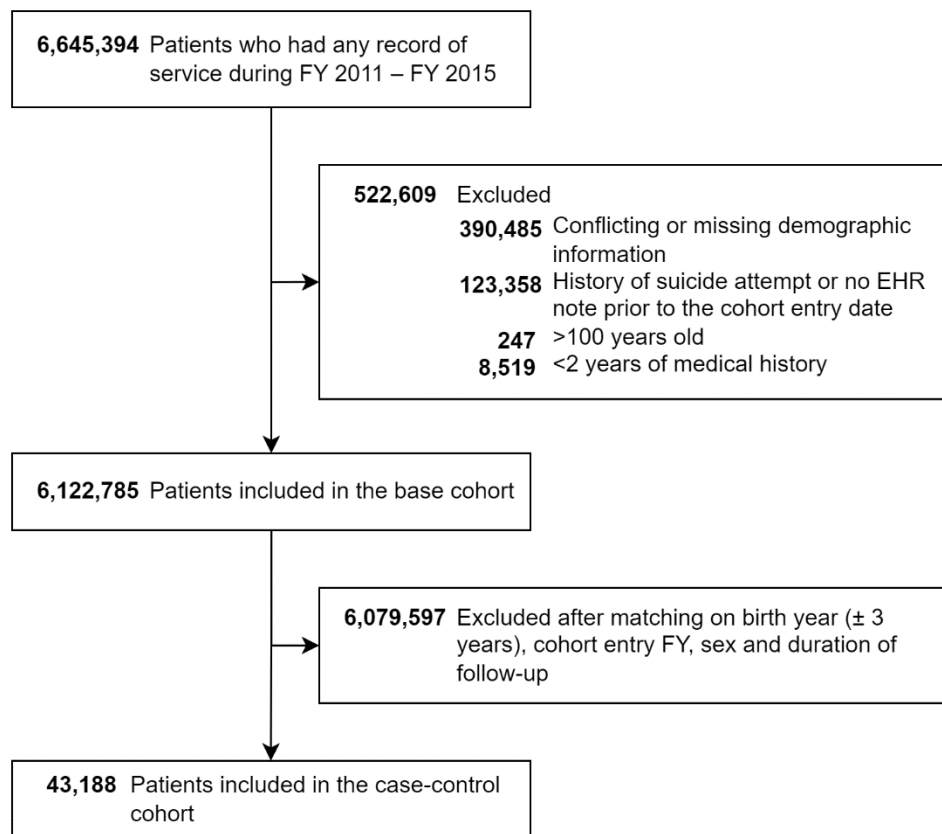 6,645,394 Patients who had any record of
service during FY 2011 – FY 2015
522,609 Excluded
390,485 Conflicting or missing demographic
information
123,358 History of suicide attempt or no EHR
note prior to the cohort entry date
247 >100 years old
8,519 <2 years of medical history
6,122,785 Patients included in the base cohort
6,079,597 Excluded after matching on birth year (± 3
years), cohort entry FY, sex and duration of
follow-up
43,188 Patients included in the case-control
cohort